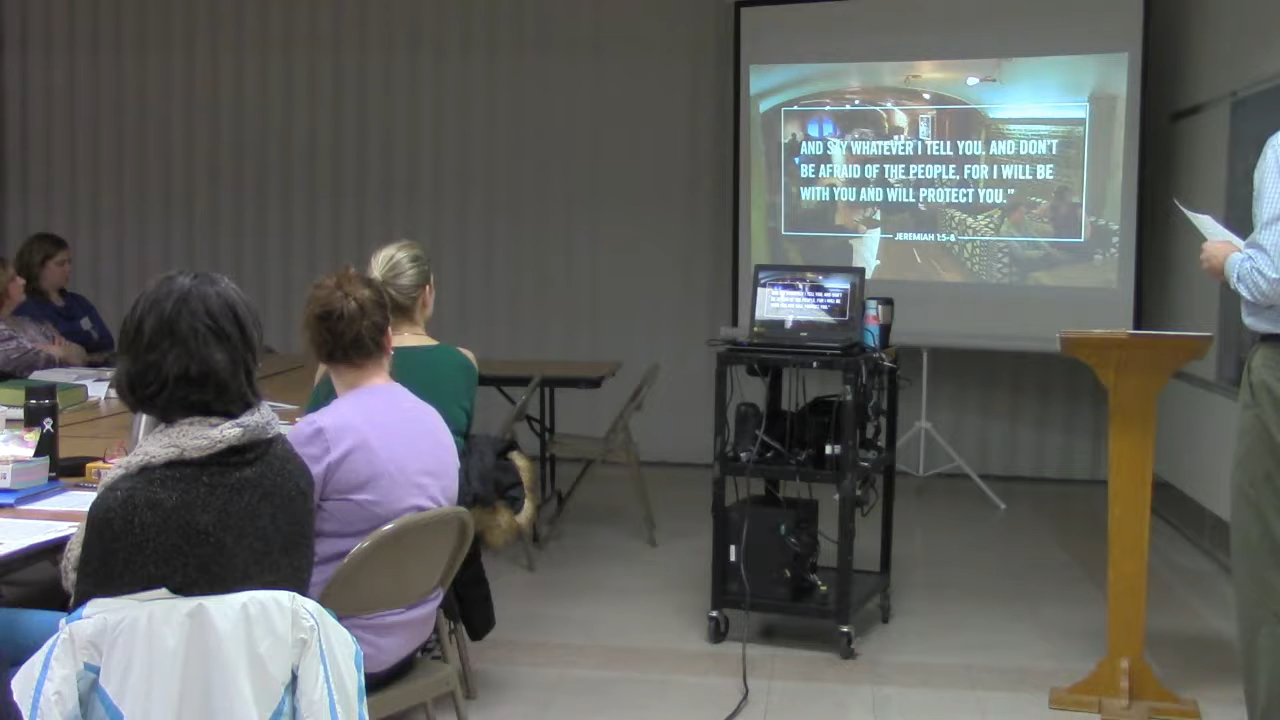 AND SAY WHATEVER I TELL YOU. AND DON'T
BE AFRAID OF THE PEOPLE, FOR I WILL BE
WITH YOU AND WILL PROTECT YOU."
JEREMIAH 1:5-8